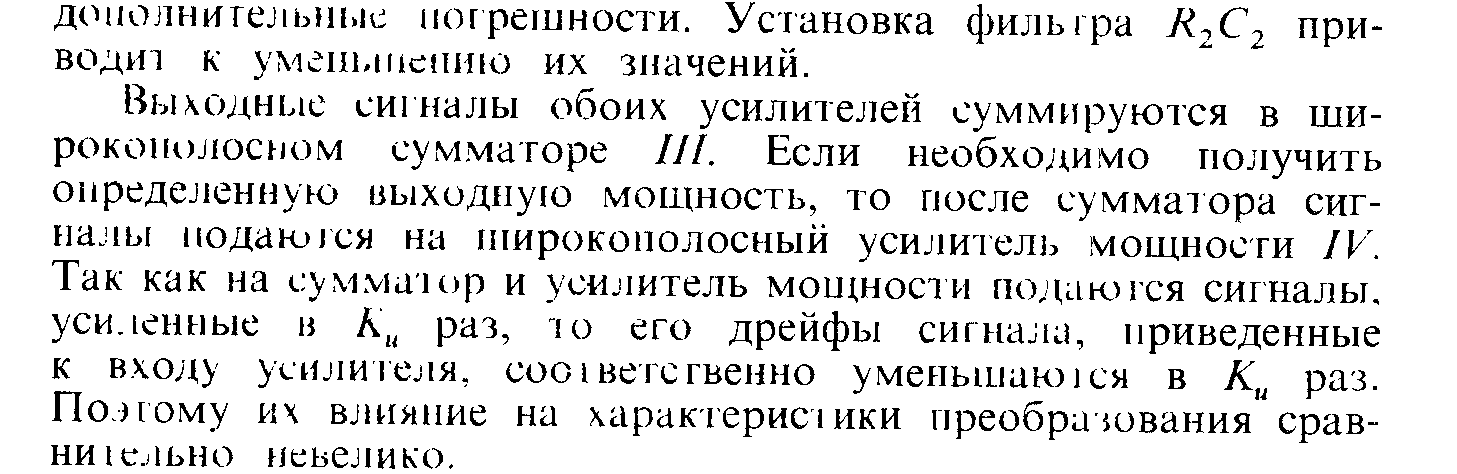 дополнительные погрешности. Установка фильтра R₂C₂ при-
водит к уменьшению их значений.
Выходные сигналы обоих усилителей суммируются в ши-
рокополосном сумматоре III. Если необходимо получить
определенную выходную мощность, то после сумматора сиг-
налы подаются на широкополосный усилитель мощности IV.
Так как на сумматор и усилитель мощности подаются сигналы,
усиленные в Kᵤ раз, то его дрейфы сигнала, приведенные
к входу усилителя, соответственно уменьшаются в Kᵤ раз.
Поэтому их влияние на характеристики преобразования срав-
нительно невелико.